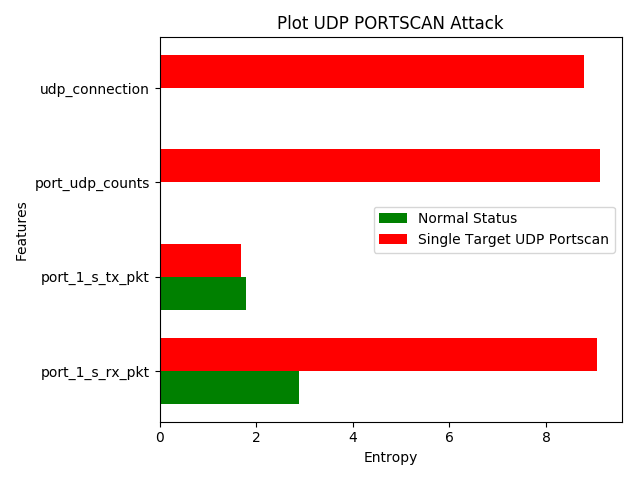 Plot UDP PORTSCAN Attack
udp_connection
port_udp_counts
Normal Status
Single Target UDP Portscan
Features
port_1_s_tx_pkt
port_1_s_rx_pkt
0 2 4 6 8
Entropy